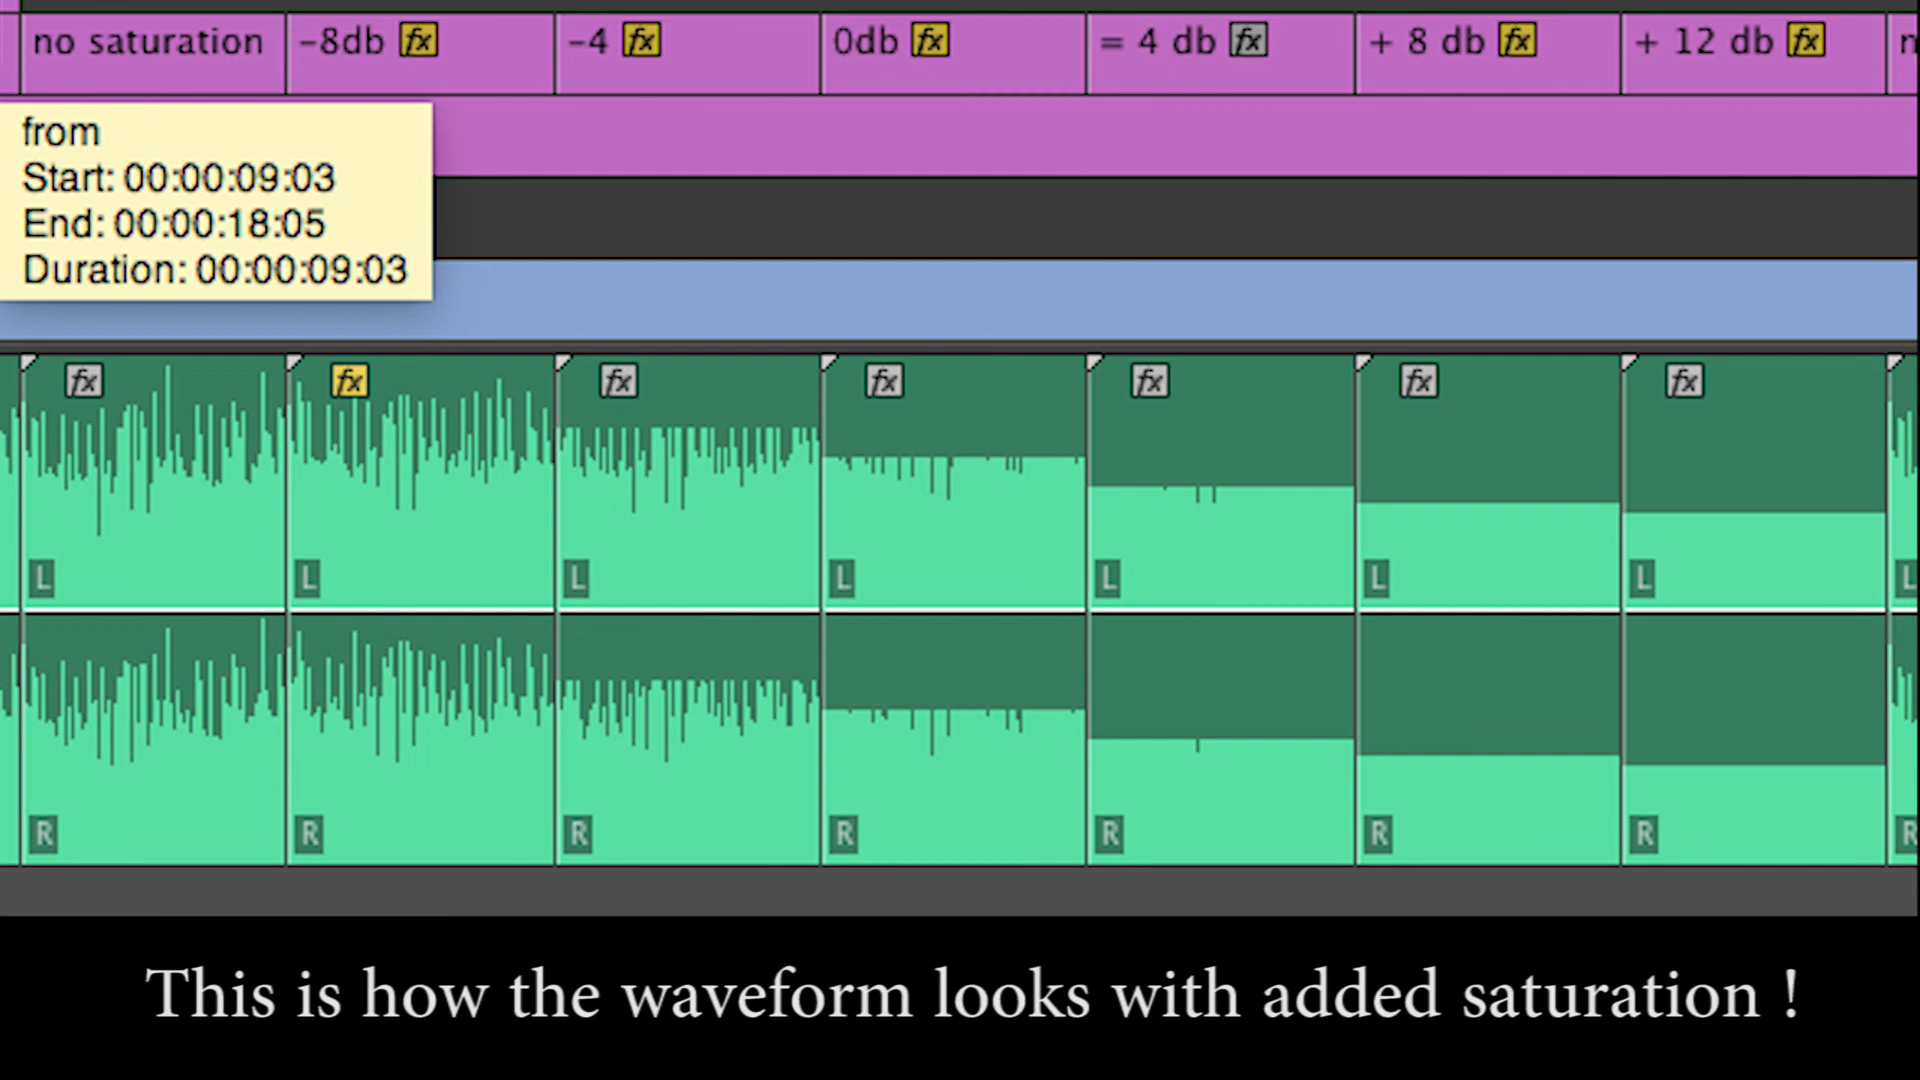 no saturation
-8db fx
-4 fx
0db fx
= 4 db fx
+ 8 db fx
+ 12 db fx
from
Start: 00:00:09:03
End: 00:00:18:05
Duration: 00:00:09:03
fx fx fx fx fx fx fx
L L L L L L L L
R R R R R R R R
This is how the waveform looks with added saturation !